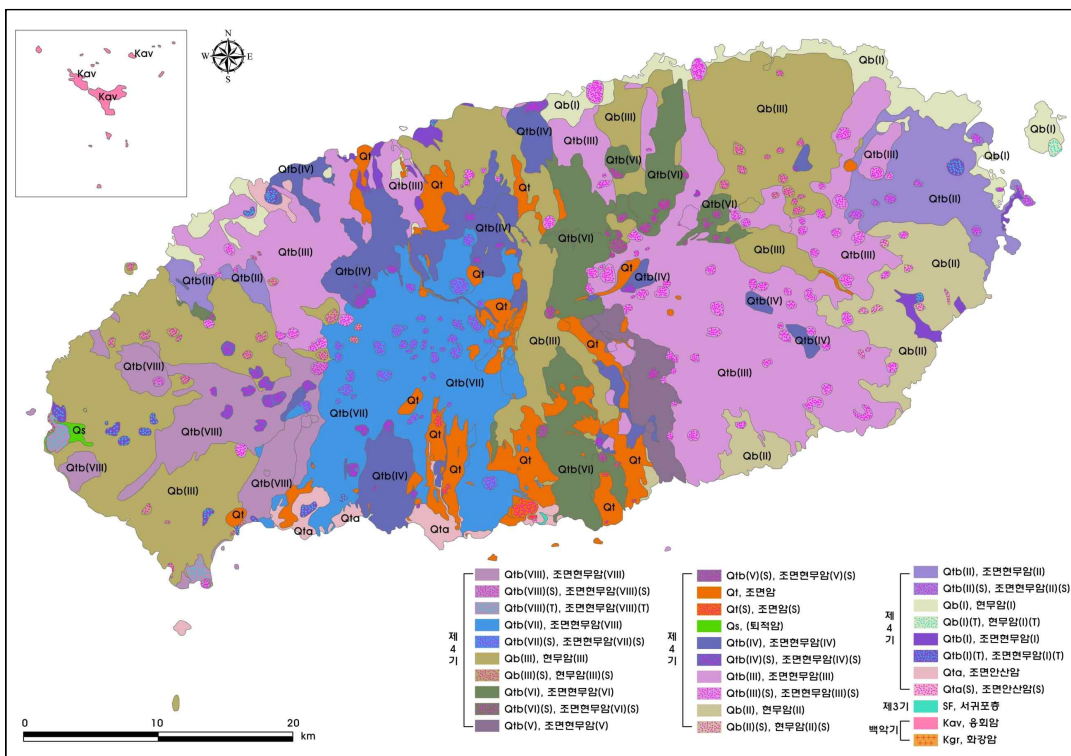 Kav
Kav
Kav
N
W E
S
Qb(I)
Qb(I)
Qb(III)
Qb(III)
Qb(I)
Qtb(IV)
Qtb(III)
Qtb(III)
Qb(I)
Qt
Qtb(IV)
Qtb(VI)
Qtb(III)
Qt
Qt
Qtb(VI)
Qtb(II)
Qtb(VI)
Qtb(IV)
Qtb(III)
Qtb(VI)
Qb(III)
Qtb(III)
Qb(II)
Qt
Qtb(IV)
Qtb(IV)
Qtb(II)
Qtb(II)
Qt
Qtb(IV)
Qt
Qb(III)
Qt
Qtb(IV)
Qb(II)
Qtb(VIII)
Qtb(III)
Qtb(VII)
Qtb(VII)
Qt
Qtb(VIII)
Qs
Qt
Qb(II)
Qtb(VIII)
Qt
Qt
Qtb(IV)
Qtb(VI)
Qt
Qtb(VIII)
Qb(III)
Qt
Qt
Qta
Qta
Qta
제4기
Qtb(VIII), 조면현무암(VIII)
Qtb(VIII)(S), 조면현무암(VIII)(S)
Qtb(VIII)(T), 조면현무암(VIII)(T)
Qtb(VII), 조면현무암(VIII)
Qtb(VII)(S), 조면현무암(VII)(S)
Qb(III), 현무암(III)
Qb(III)(S), 현무암(III)(S)
Qtb(VI), 조면현무암(VI)
Qtb(VI)(S), 조면현무암(VI)(S)
Qtb(V), 조면현무암(V)
제4기
Qtb(V)(S), 조면현무암(V)(S)
Qt, 조면암
Qt(S), 조면암(S)
Qs, (퇴적암)
Qtb(IV), 조면현무암(IV)
Qtb(IV)(S), 조면현무암(IV)(S)
Qtb(III), 조면현무암(III)
Qtb(III)(S), 조면현무암(III)(S)
Qb(II), 현무암(II)
Qb(II)(S), 현무암(II)(S)
제4기
Qtb(II), 조면현무암(II)
Qtb(II)(S), 조면현무암(II)(S)
Qb(I), 현무암(I)
Qb(I)(T), 현무암(I)(T)
Qtb(I), 조면현무암(I)
Qtb(I)(T), 조면현무암(I)(T)
Qta, 조면안산암
Qta(S), 조면안산암(S)
제3기
SF, 서귀포층
백악기
Kav, 응회암
Kgr, 화강암
0 10 20
km